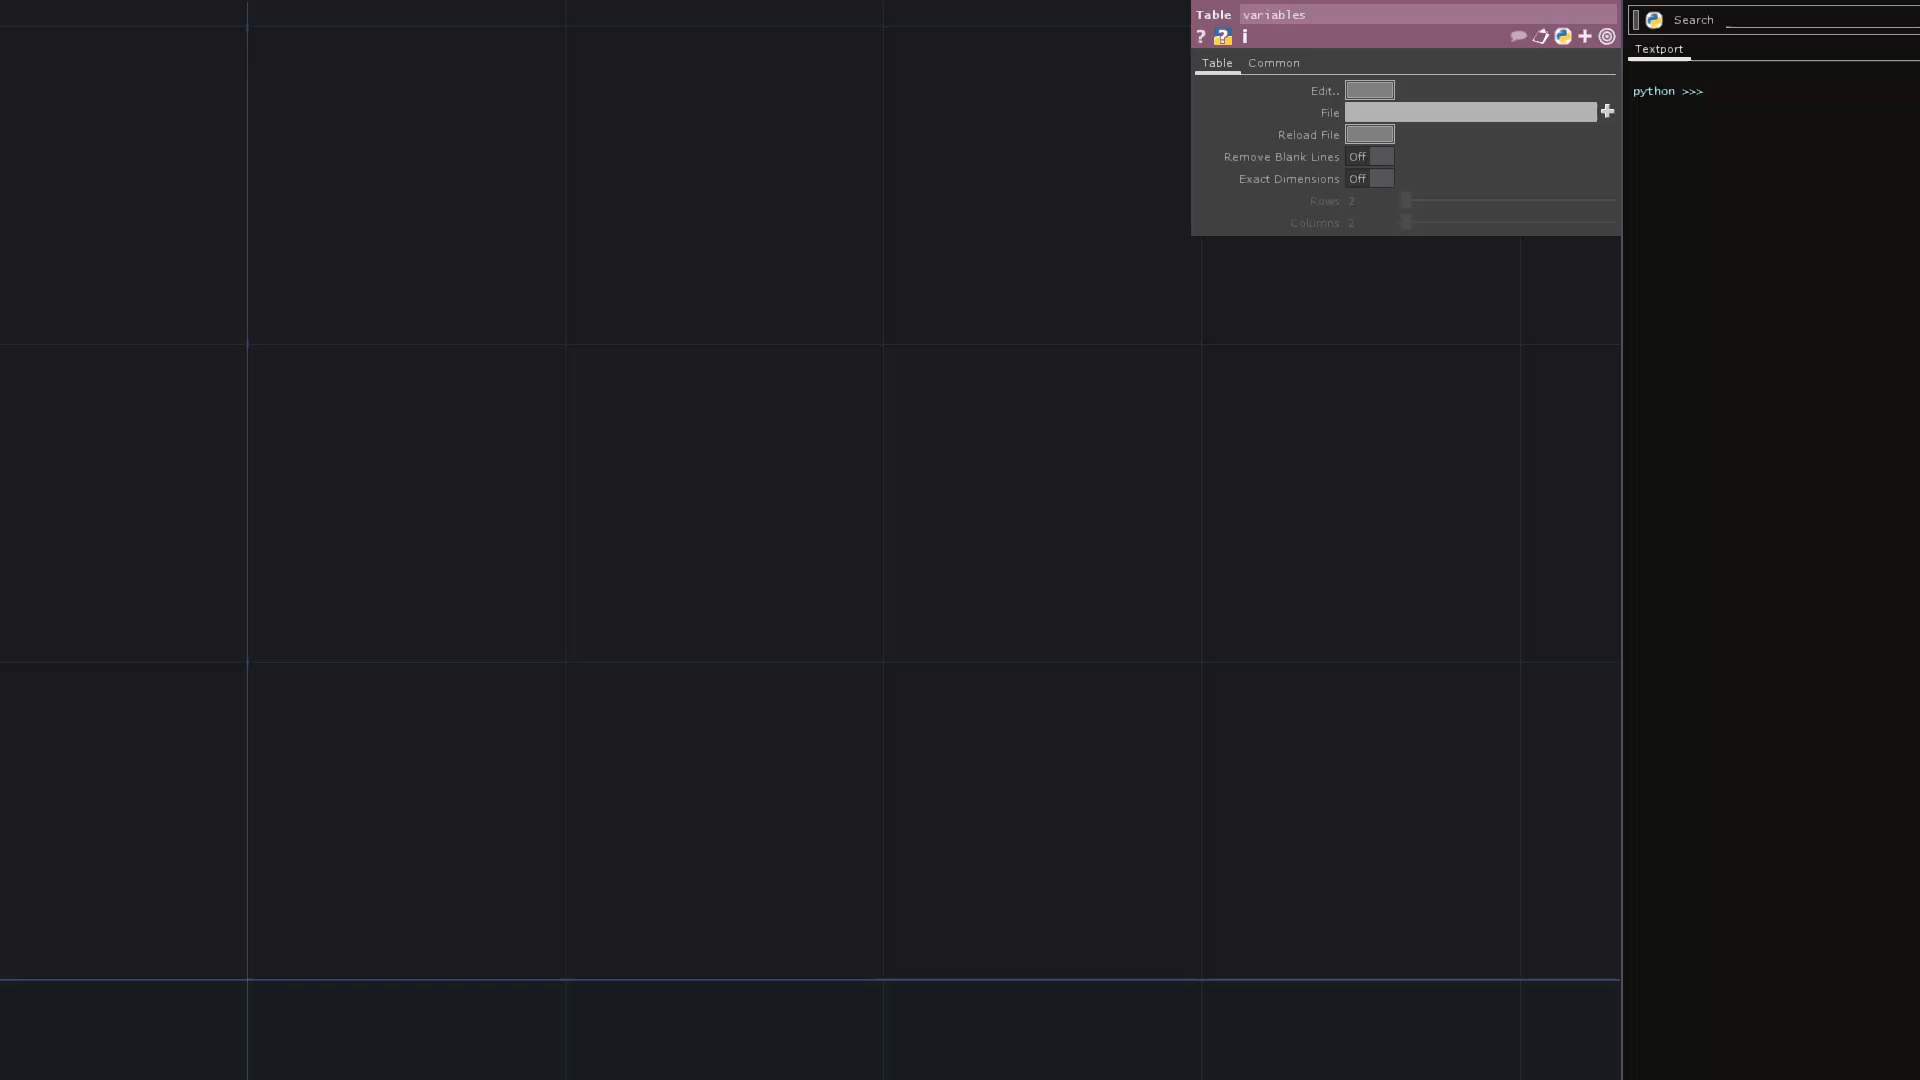 Table variables
? ? i
Table Common
Edit..
File
Reload File
Remove Blank Lines Off
Exact Dimensions Off
Rows 2
Columns 2
Search
Textport
python >>>